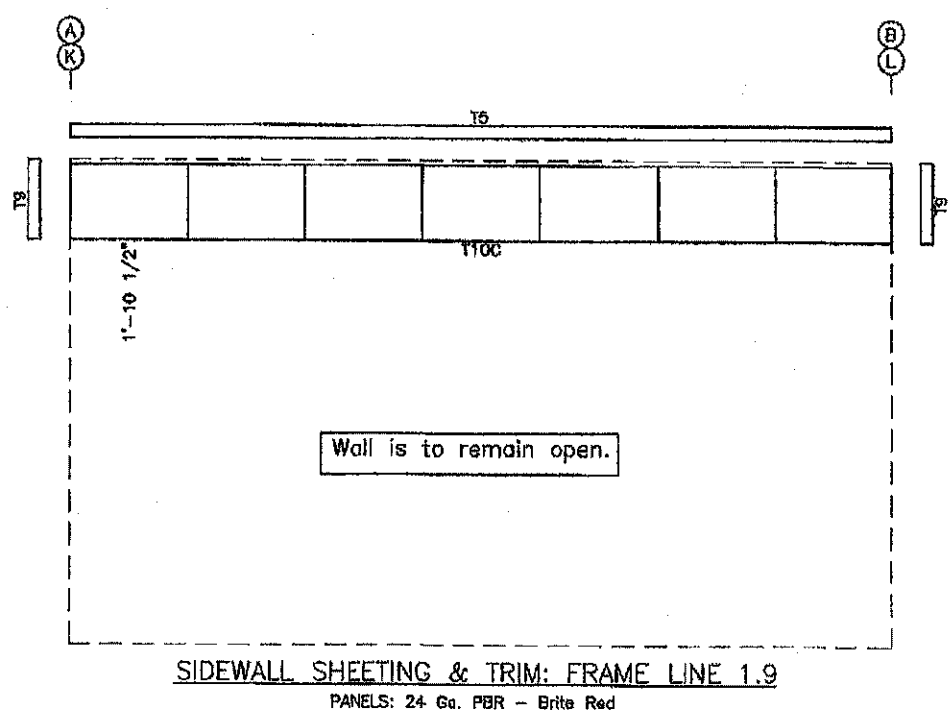 A
B
K
L
T5
T9
T9
T10C
1'-10 1/2"
Wall is to remain open.
SIDEWALL SHEETING & TRIM: FRAME LINE 1.9
PANELS: 24 Ga. PBR - Brite Red